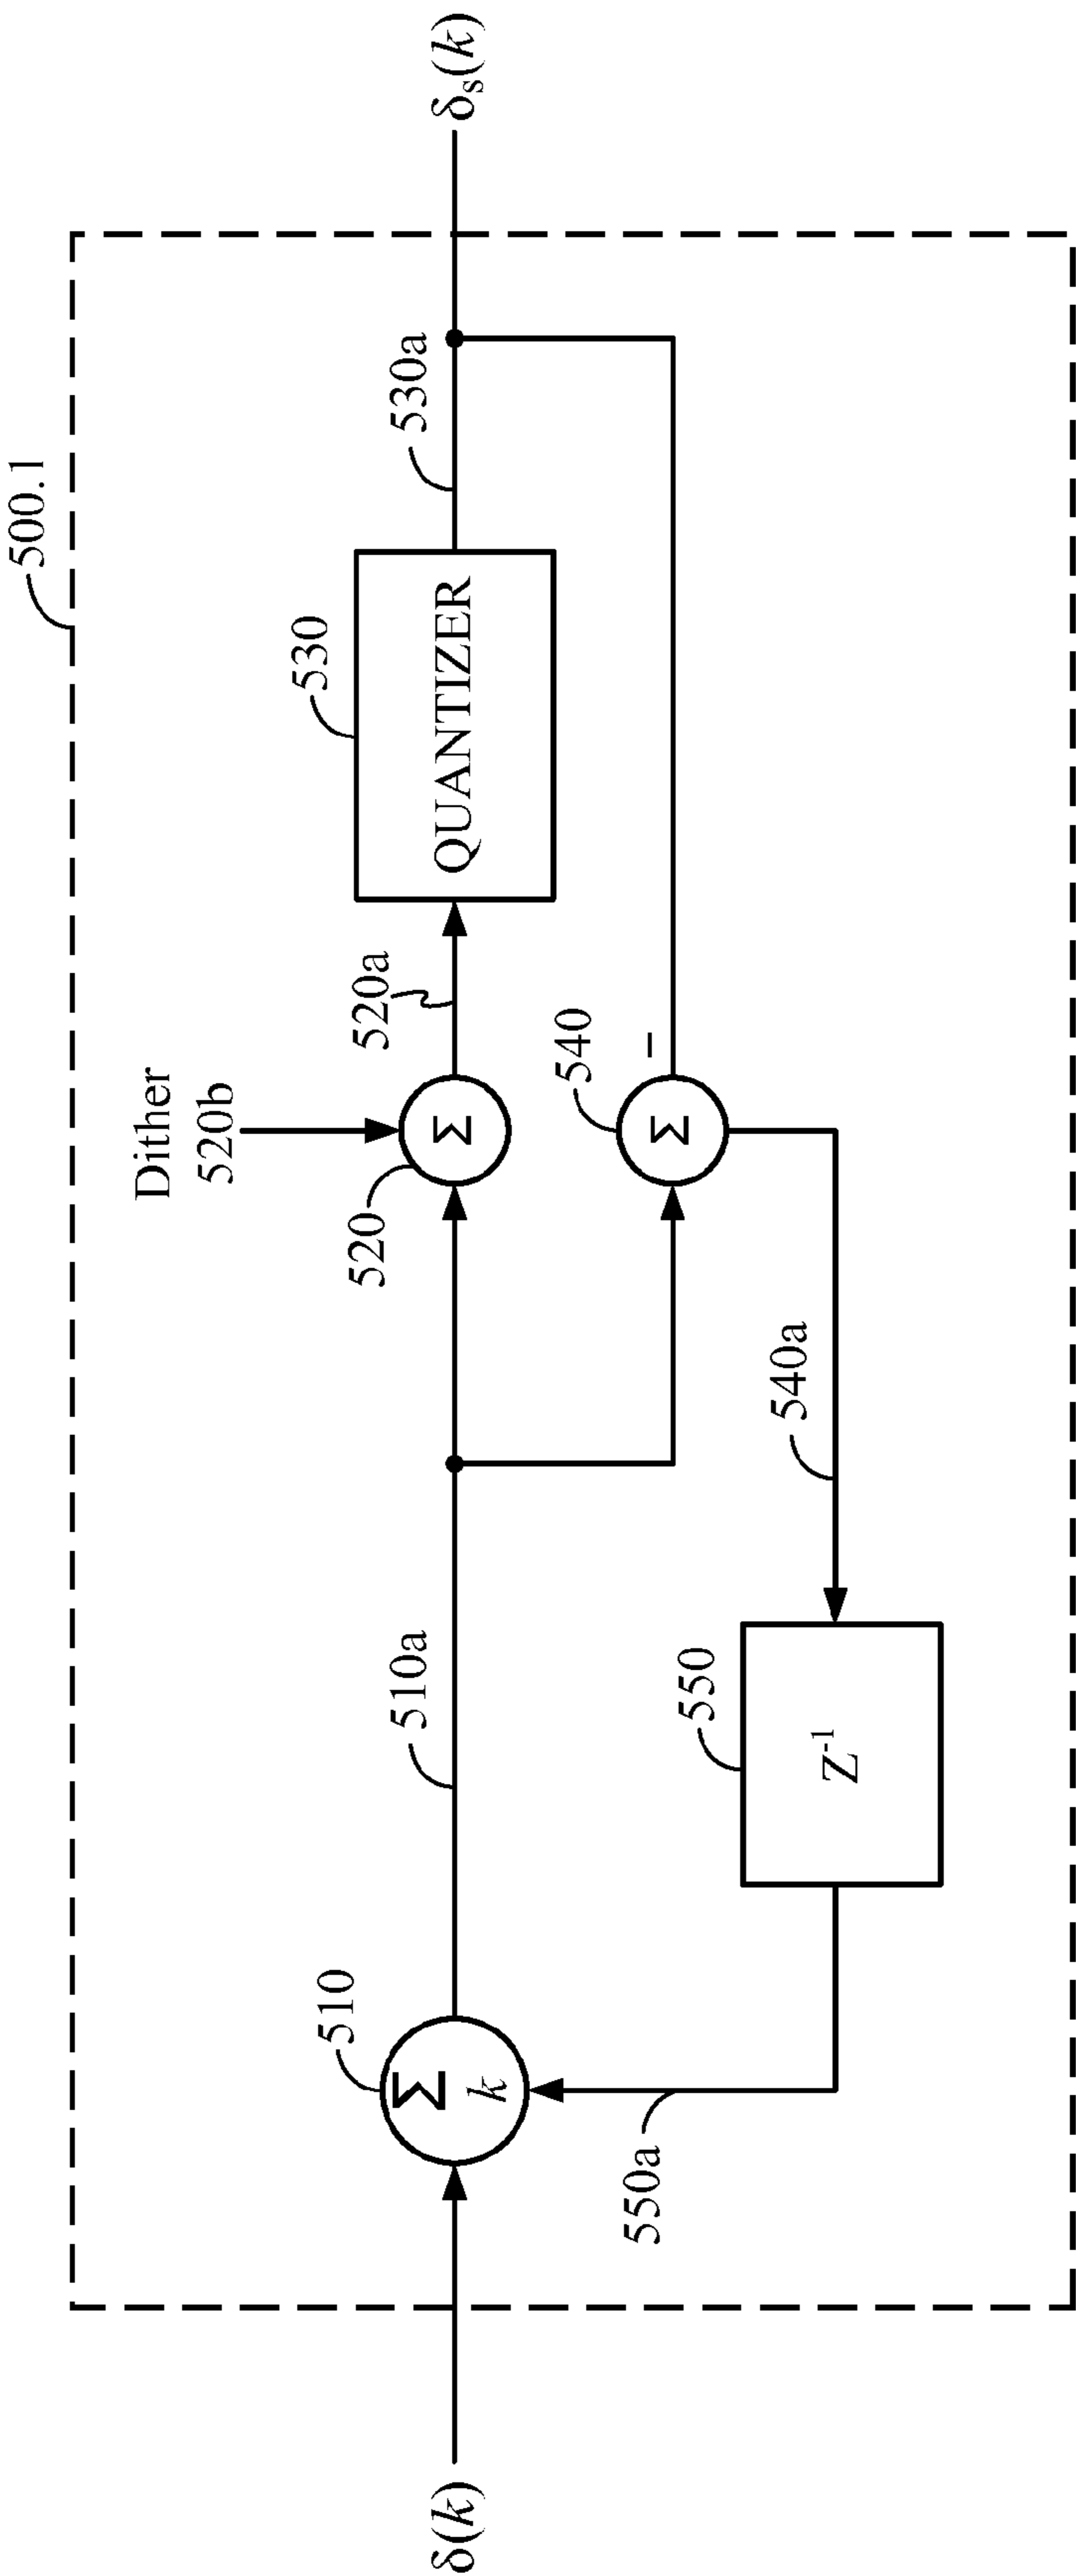 500.1
Dither
520b
530
520
520a
530a
QUANTIZER
510
510a
Σ
k
Σ
δ(k)
δs(k)
540
Σ
–
550a
550
540a
Z-1